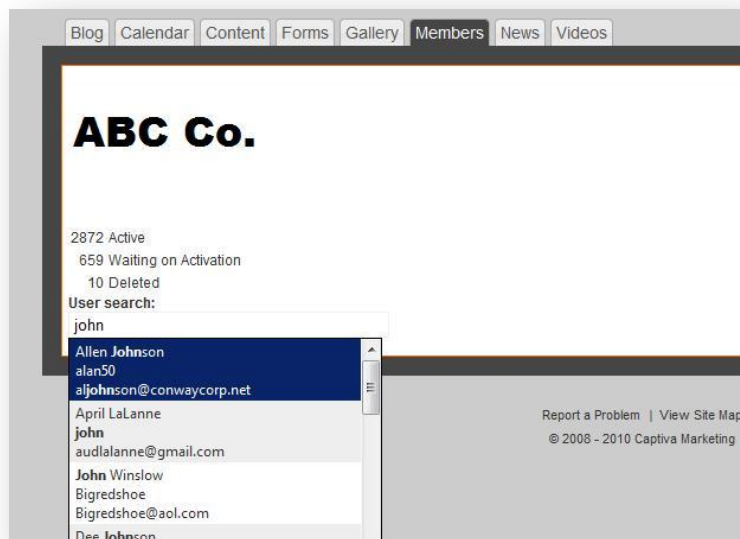 Blog Calendar Content Forms Gallery Members News Videos
ABC Co.
2872 Active
659 Waiting on Activation
10 Deleted
User search:
john
Allen Johnson
alan50
aljohnson@conwaycorp.net
April LaLanne
john
audlalanne@gmail.com
John Winslow
Bigredshoe
Bigredshoe@aol.com
Dee Johnson
Report a Problem | View Site Map
© 2008 - 2010 Captiva Marketing